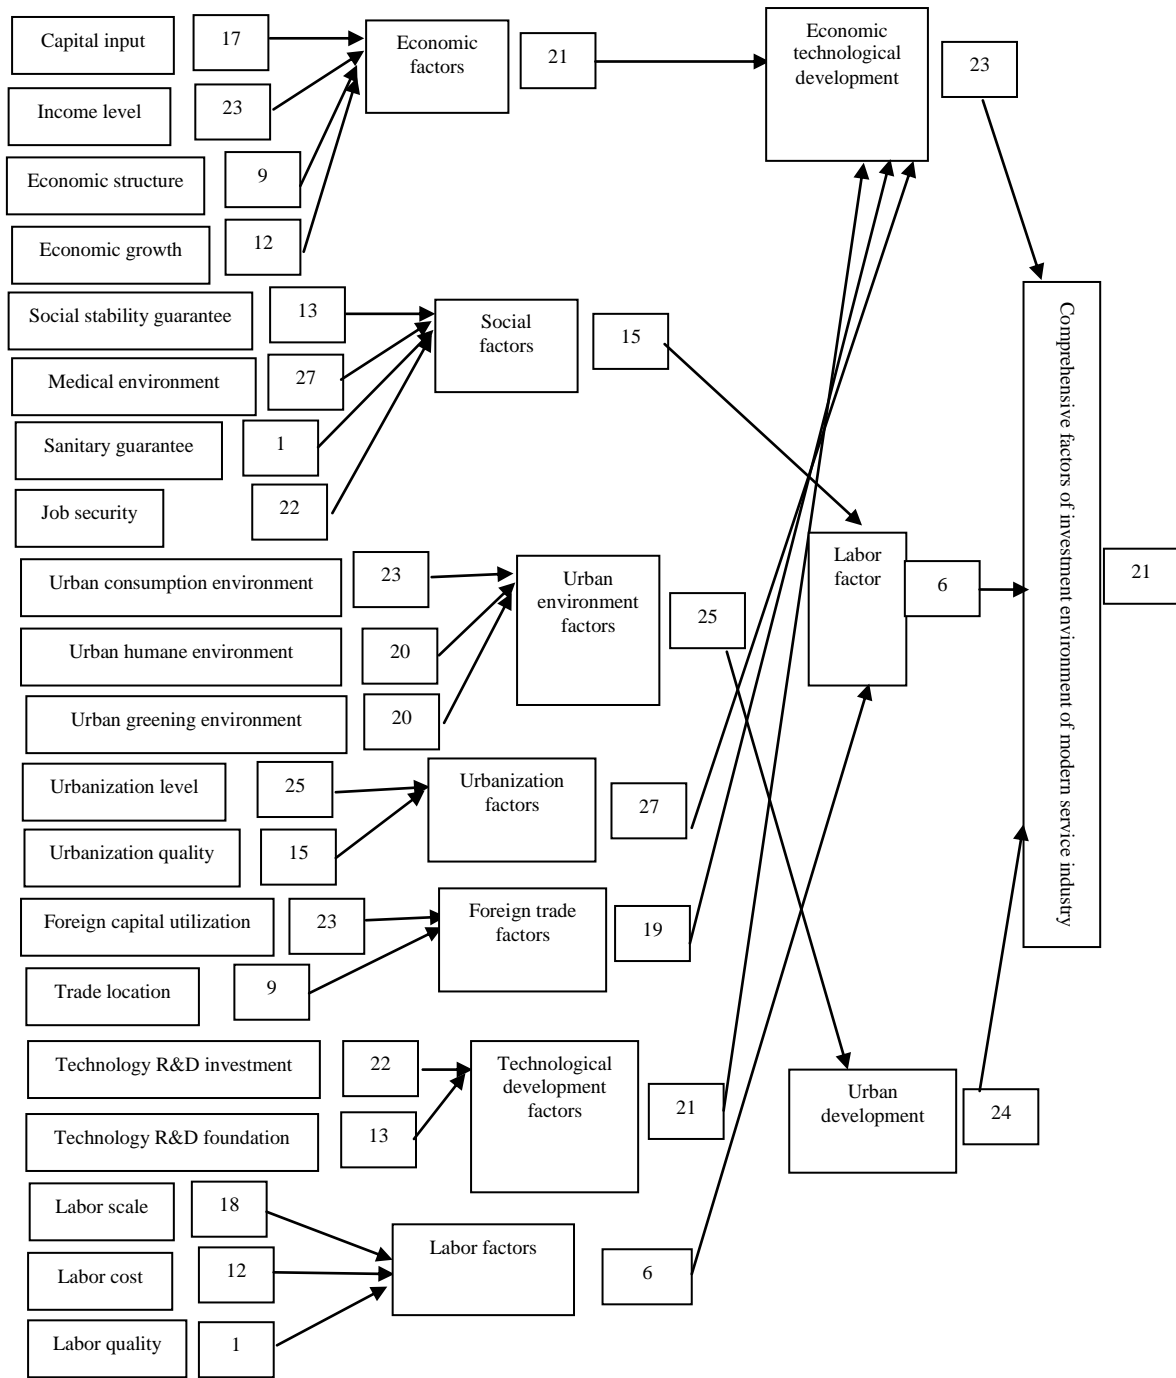 Capital input
17
Economic
factors
21
Economic
technological
development
23
Income level
23
Economic structure
9
Economic growth
12
Social stability guarantee
13
Social
factors
15
Medical environment
27
Sanitary guarantee
1
Job security
22
Urban consumption environment
23
Urban
environment
factors
25
Urban humane environment
20
Urban greening environment
20
Labor
factor
6
Comprehensive factors of investment environment of modern service industry
21
Urbanization level
25
Urbanization
factors
27
Urbanization quality
15
Foreign capital utilization
23
Foreign trade
factors
19
Trade location
9
Technology R&D investment
22
Technological
development
factors
21
Technology R&D foundation
13
Urban
development
24
Labor scale
18
Labor factors
6
Labor cost
12
Labor quality
1